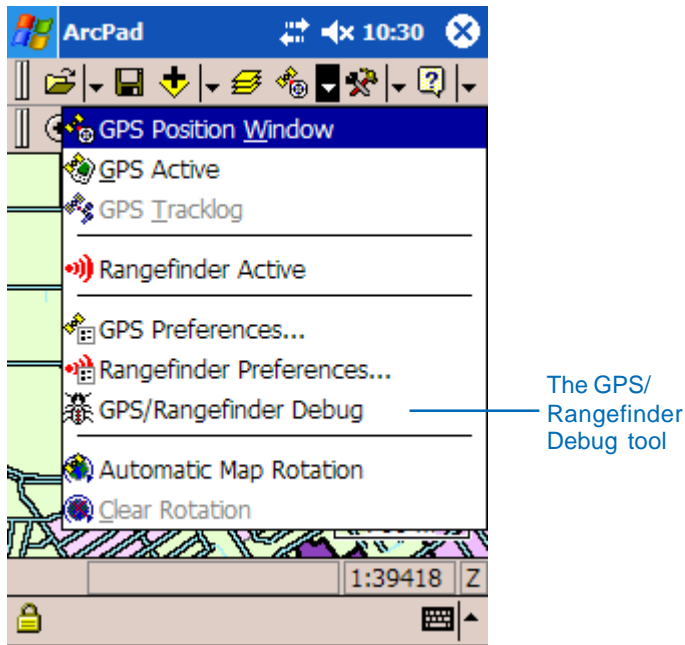 ArcPad 10:30
GPS Position Window
GPS Active
GPS Tracklog
Rangefinder Active
GPS Preferences...
Rangefinder Preferences...
GPS/Rangefinder Debug
Automatic Map Rotation
Clear Rotation
1:39418 Z
The GPS/
Rangefinder
Debug tool